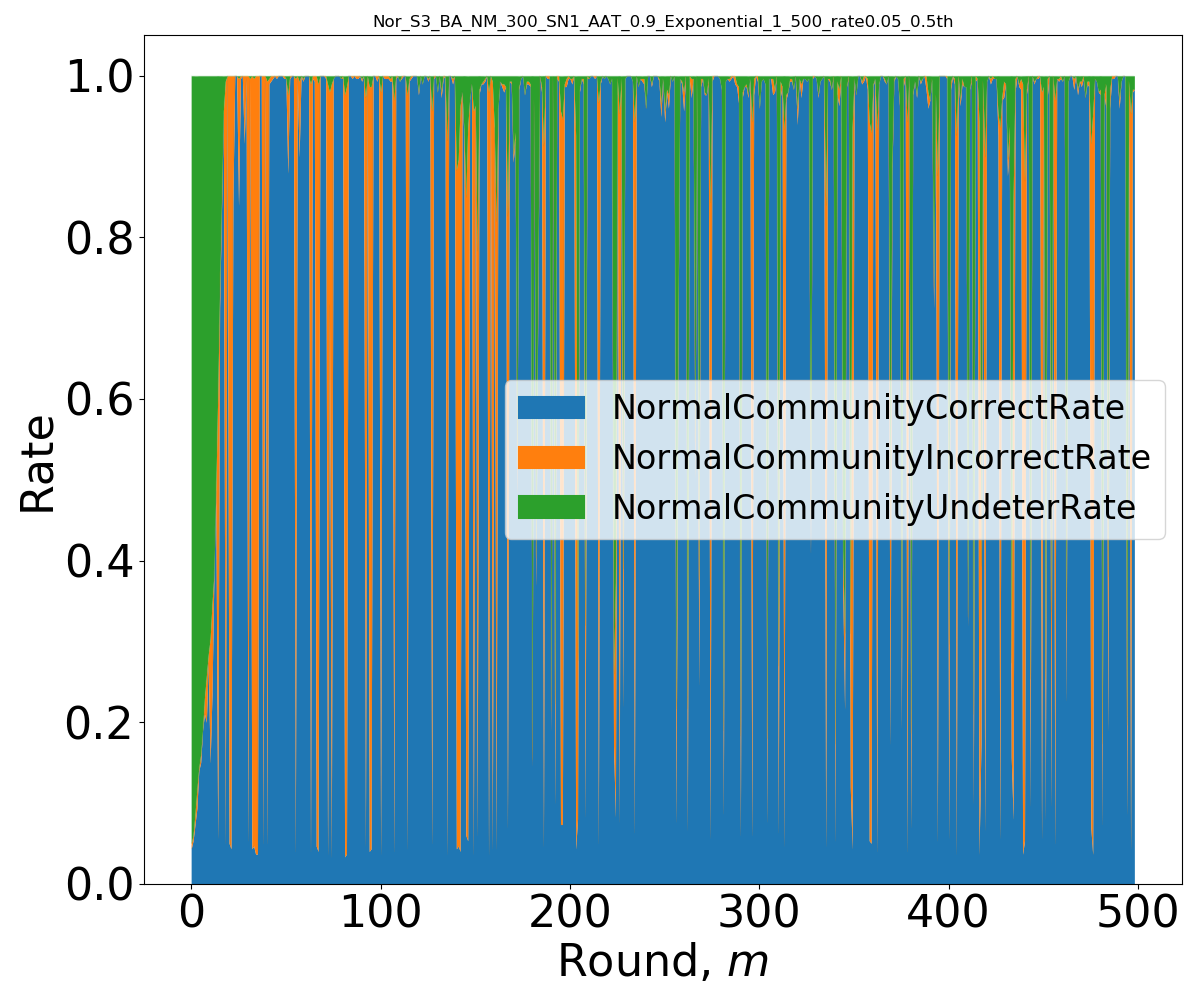 Nor_S3_BA_NM_300_SN1_AAT_0.9_Exponential_1_500_rate0.05_0.5th
1.0
0.8
0.6
0.4
0.2
0.0
Rate
NormalCommunityCorrectRate
NormalCommunityIncorrectRate
NormalCommunityUndeterRate
0 100 200 300 400 500
Round, m